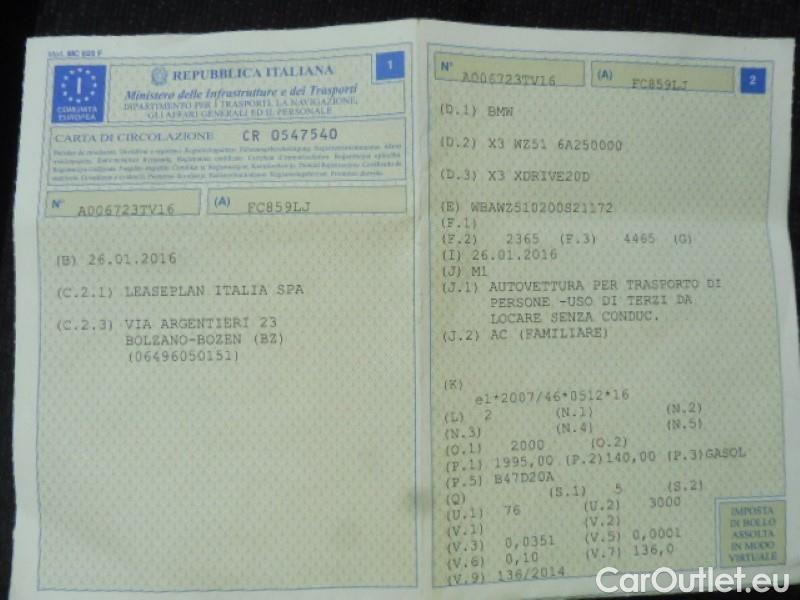 Mod. MC 820 F
I
COMUNITÀ
EUROPEA
REPUBBLICA ITALIANA
1
Ministero delle Infrastrutture e dei Trasporti
DIPARTIMENTO PER I TRASPORTI, LA NAVIGAZIONE,
GLI AFFARI GENERALI ED IL PERSONALE
CARTA DI CIRCOLAZIONE CR 0547540
N° A006723TV16 (A) FC859LJ
(B) 26.01.2016
(C.2.1) LEASEPLAN ITALIA SPA
(C.2.3) VIA ARGENTIERI 23
BOLZANO-BOZEN (BZ)
(06496050151)
N° A006723TV16 (A) FC859LJ 2
(D.1) BMW
(D.2) X3 WZ51 6A250000
(D.3) X3 XDRIVE20D
(E) WBAWZ510200S21172
(F.1)
(F.2) 2365 (F.3) 4465 (G)
(I) 26.01.2016
(J) M1
(J.1) AUTOVETTURA PER TRASPORTO DI
PERSONE -USO DI TERZI DA
LOCARE SENZA CONDUC.
(J.2) AC (FAMILIARE)
(K)
e1*2007/46*0512*16
(L) 2 (N.1) (N.2)
(N.3) (N.4) (N.5)
(O.1) 2000 (O.2)
(P.1) 1995,00 (P.2) 140,00 (P.3) GASOL
(P.5) B47D20A
(Q) (S.1) 5 (S.2)
(U.1) 76 (U.2) 3000
(V.1) (V.2)
(V.3) 0,0351 (V.5) 0,0001
(V.6) 0,10 (V.7) 136,0
(V.9) 136/2014
IMPOSTA
DI BOLLO
ASSOLTA
IN MODO
VIRTUALE
CarOutlet.eu